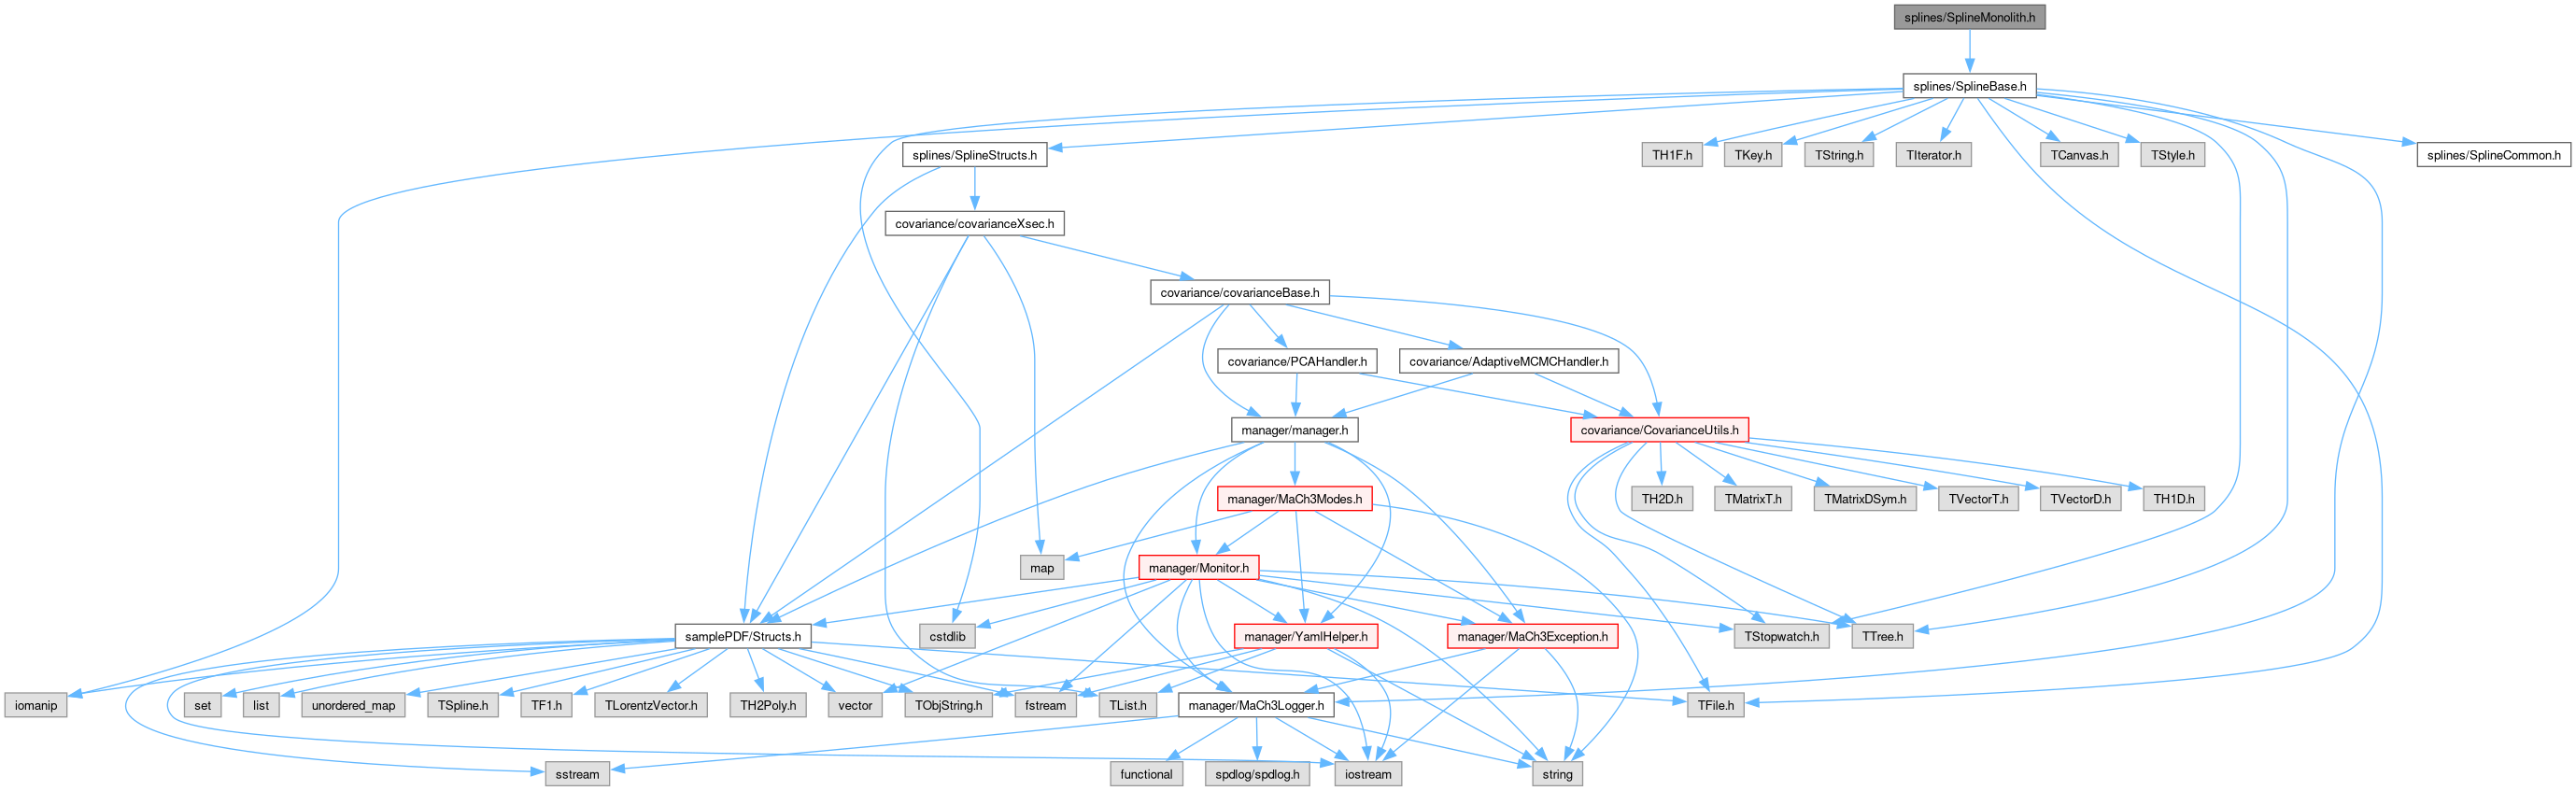 splines/SplineMonolith.h
splines/SplineBase.h
splines/SplineStructs.h
TH1F.h
TKey.h
TString.h
TIterator.h
TCanvas.h
TStyle.h
splines/SplineCommon.h
covariance/covarianceXsec.h
covariance/covarianceBase.h
covariance/PCAHandler.h
covariance/AdaptiveMCMCHandler.h
manager/manager.h
covariance/CovarianceUtils.h
manager/MaCh3Modes.h
TH2D.h
TMatrixT.h
TMatrixDSym.h
TVectorT.h
TVectorD.h
TH1D.h
map
manager/Monitor.h
samplePDF/Structs.h
cstdlib
manager/YamlHelper.h
manager/MaCh3Exception.h
TStopwatch.h
TTree.h
iomanip
set
list
unordered_map
TSpline.h
TF1.h
TLorentzVector.h
TH2Poly.h
vector
TObjString.h
fstream
TList.h
manager/MaCh3Logger.h
TFile.h
sstream
functional
spdlog/spdlog.h
iostream
string